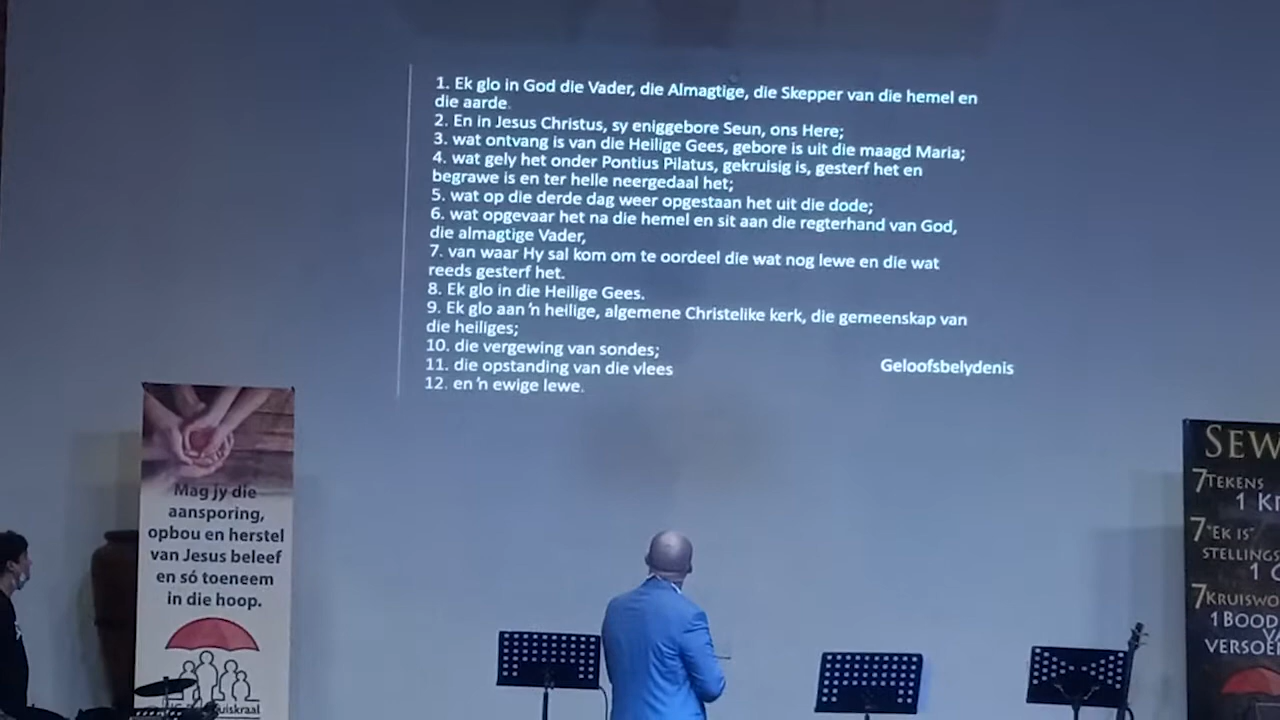 1. Ek glo in God die Vader, die Almagtige, die Skepper van die hemel en
die aarde.
2. En in Jesus Christus, sy eniggebore Seun, ons Here;
3. wat ontvang is van die Heilige Gees, gebore is uit die maagd Maria;
4. wat gely het onder Pontius Pilatus, gekruisig is, gesterf het en
begrawe is en ter helle neergedaal het;
5. wat op die derde dag weer opgestaan het uit die dode;
6. wat opgevaar het na die hemel en sit aan die regterhand van God,
die almagtige Vader,
7. van waar Hy sal kom om te oordeel die wat nog lewe en die wat
reeds gesterf het.
8. Ek glo in die Heilige Gees.
9. Ek glo aan 'n heilige, algemene Christelike kerk, die gemeenskap van
die heiliges;
10. die vergewing van sondes;
11. die opstanding van die vlees
12. en 'n ewige lewe.
Geloofsbelydenis
Mag jy die
aansporing,
opbou en herstel
van Jesus beleef
en só toeneem
in die hoop.
7 TEKENS
1
7 "EK IS"
STELLINGS
1
7
1